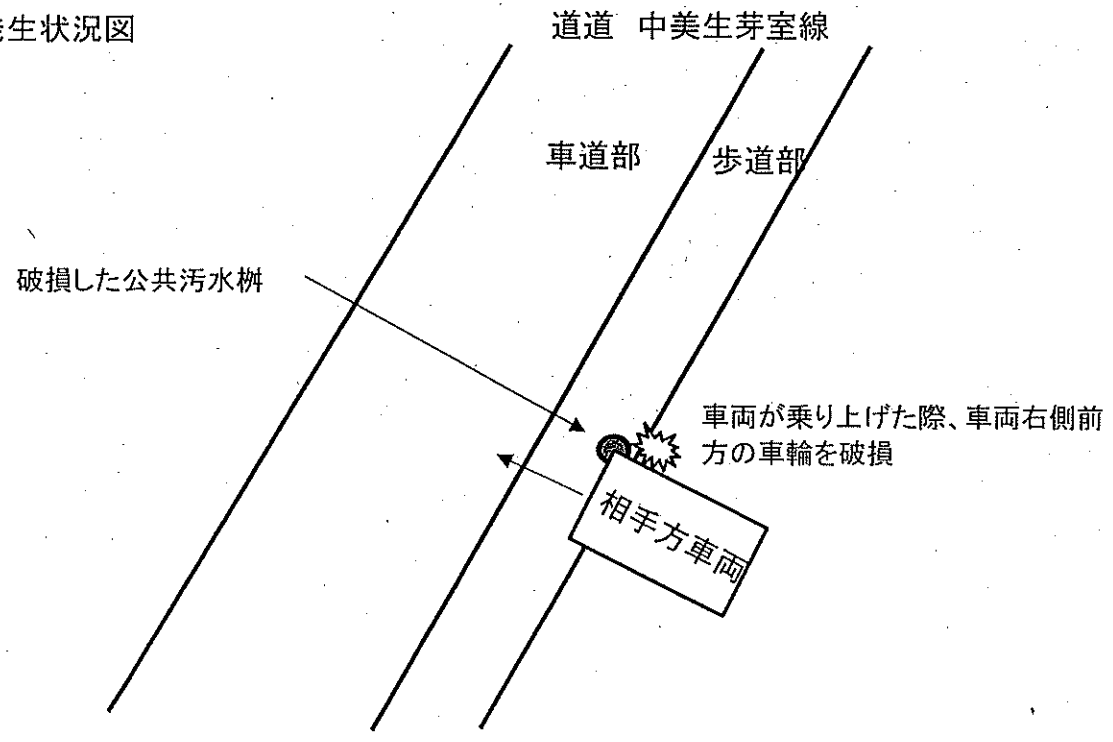 生状況図
道道 中美生芽室線
車道部
歩道部
破損した公共汚水桝
車両が乗り上げた際、車両右側前
方の車輪を破損
相手方車両